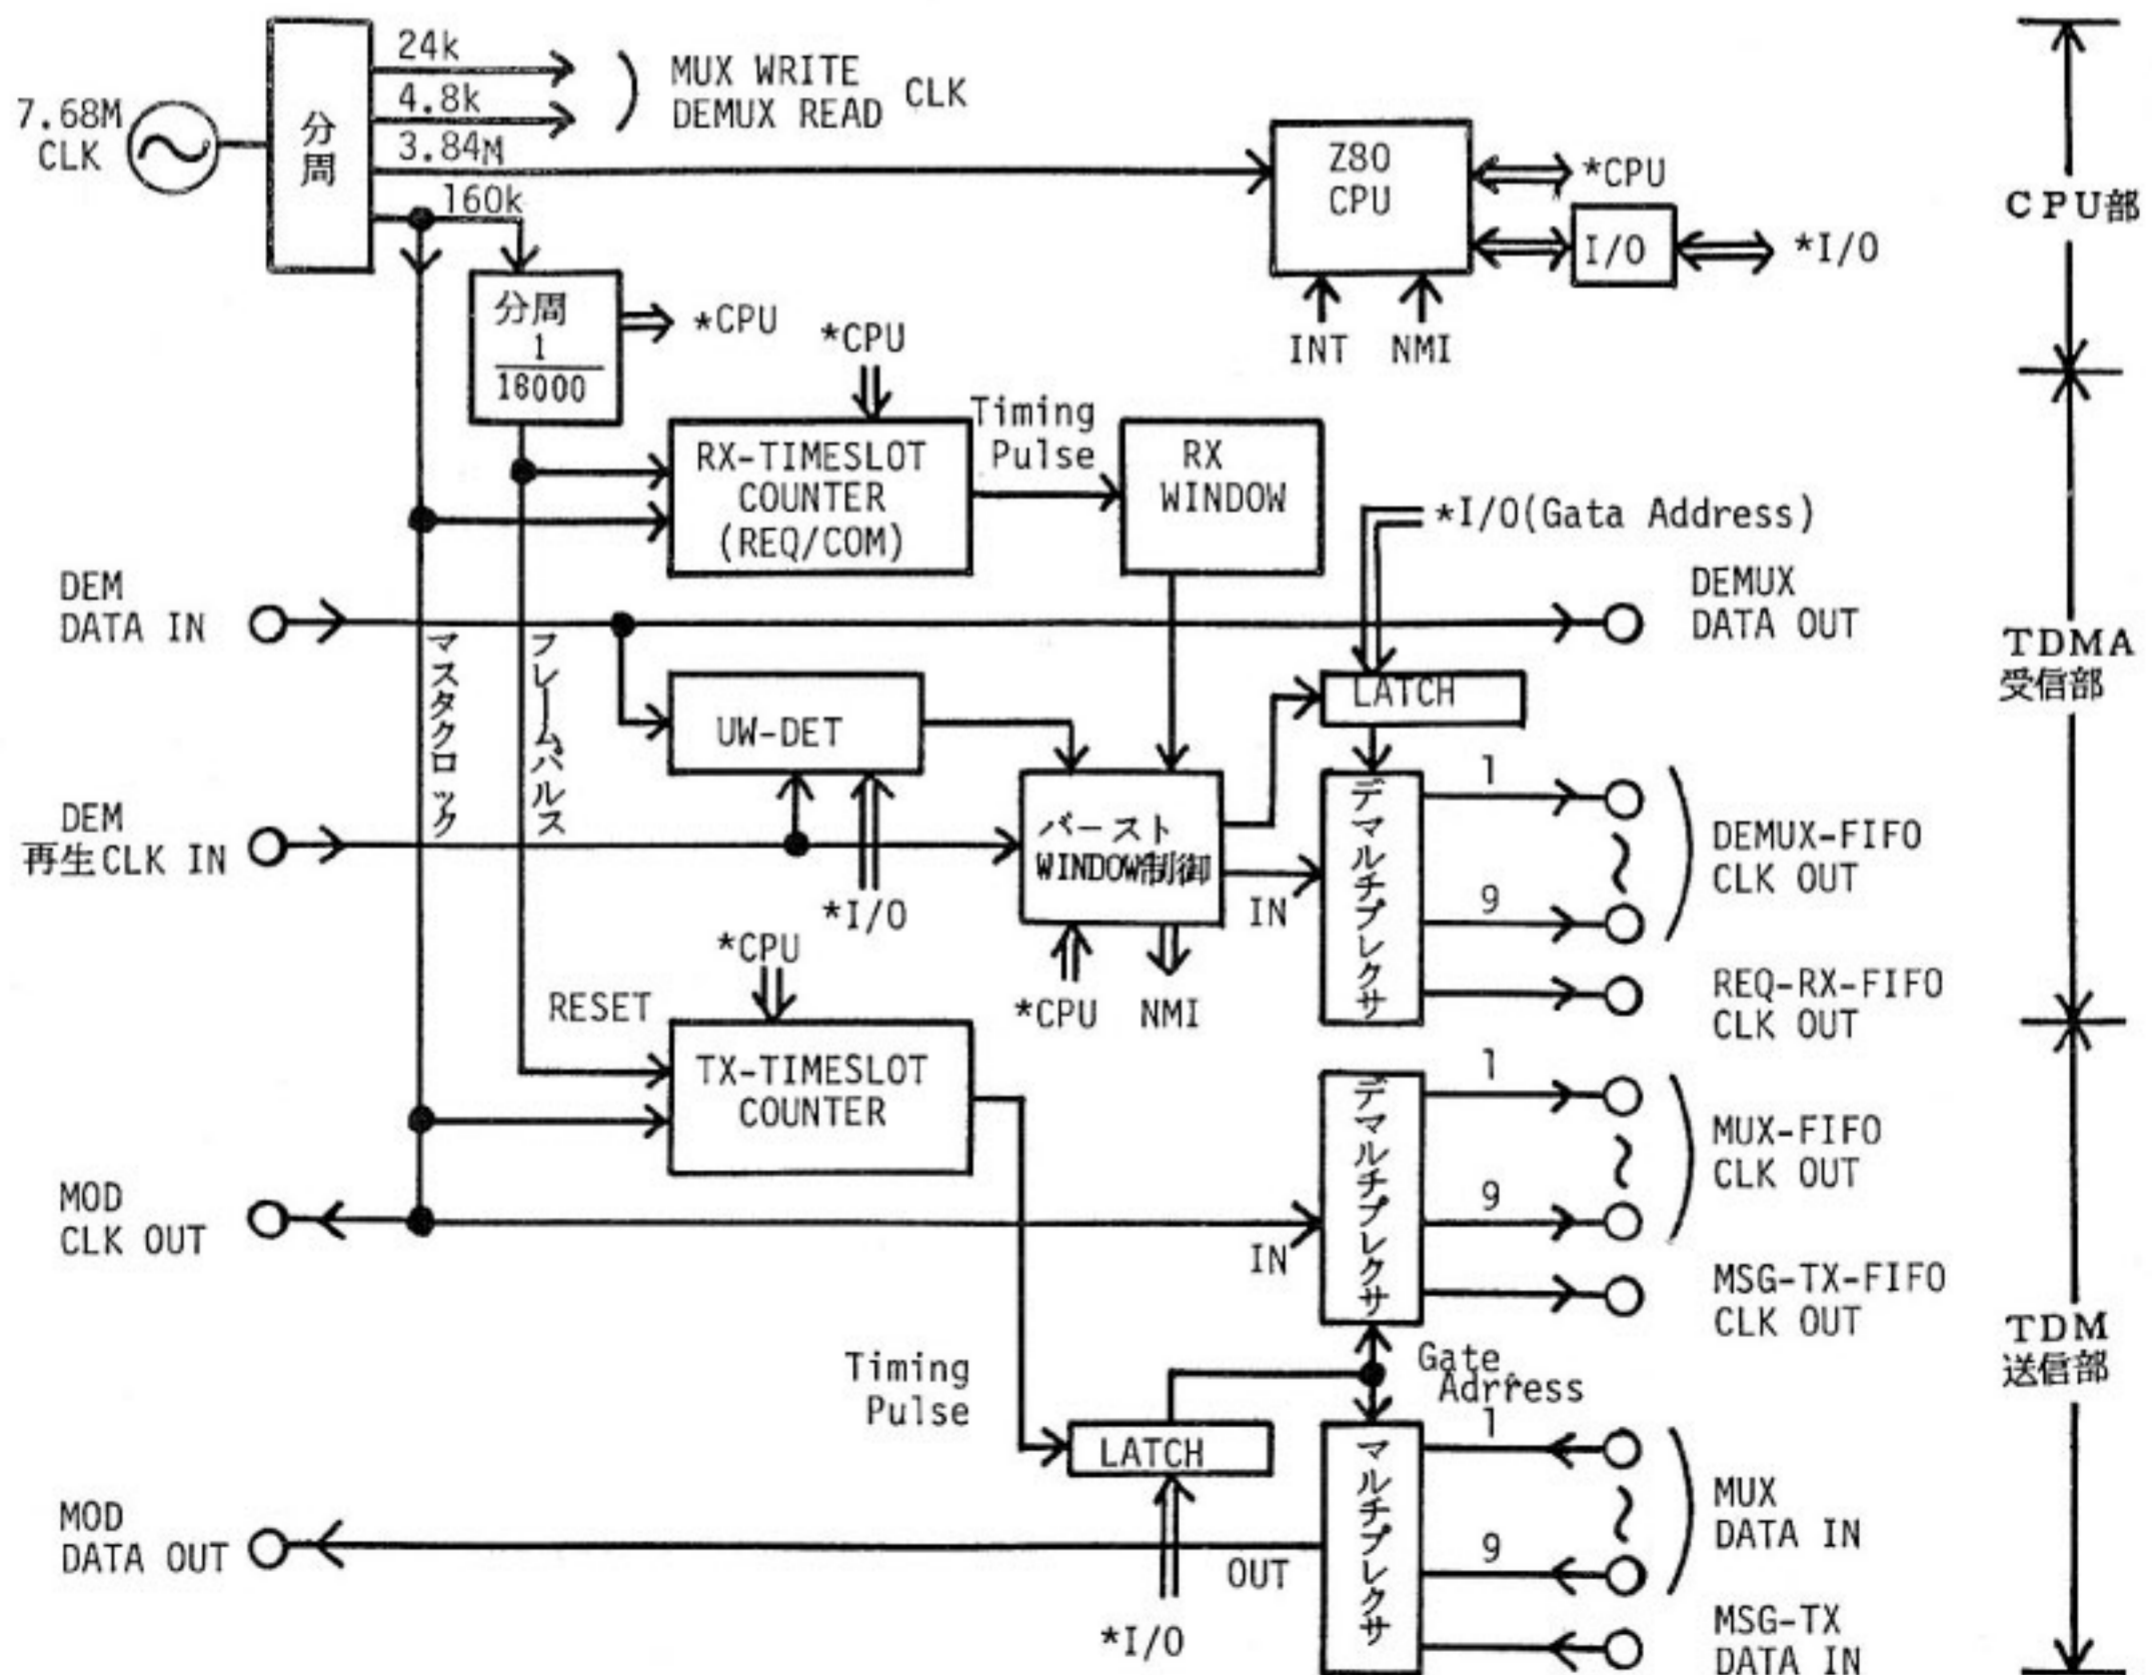 24k
4.8k
3.84M
160k
MUX WRITE
DEMUX READ
CLK
7.68M
CLK
分周
Z80
CPU
*CPU
I/O
*I/O
INT
NMI
CPU部
分周
1
16000
*CPU
*CPU
RX-TIMESLOT
COUNTER
(REQ/COM)
Timing
Pulse
RX
WINDOW
*I/O(Gata Address)
DEM
DATA IN
DEMUX
DATA OUT
マスタクロック
フレームパルス
UW-DET
LATCH
TDMA
受信部
DEM
再生CLK IN
*I/O
バースト
WINDOW制御
IN
*CPU
NMI
デマルチプレクサ
1
9
DEMUX-FIFO
CLK OUT
REQ-RX-FIFO
CLK OUT
*CPU
RESET
TX-TIMESLOT
COUNTER
MOD
CLK OUT
IN
デマルチプレクサ
1
9
MUX-FIFO
CLK OUT
MSG-TX-FIFO
CLK OUT
TDM
送信部
Timing
Pulse
LATCH
Gate
Adrress
*I/O
MOD
DATA OUT
OUT
マルチプレクサ
1
9
MUX
DATA IN
MSG-TX
DATA IN